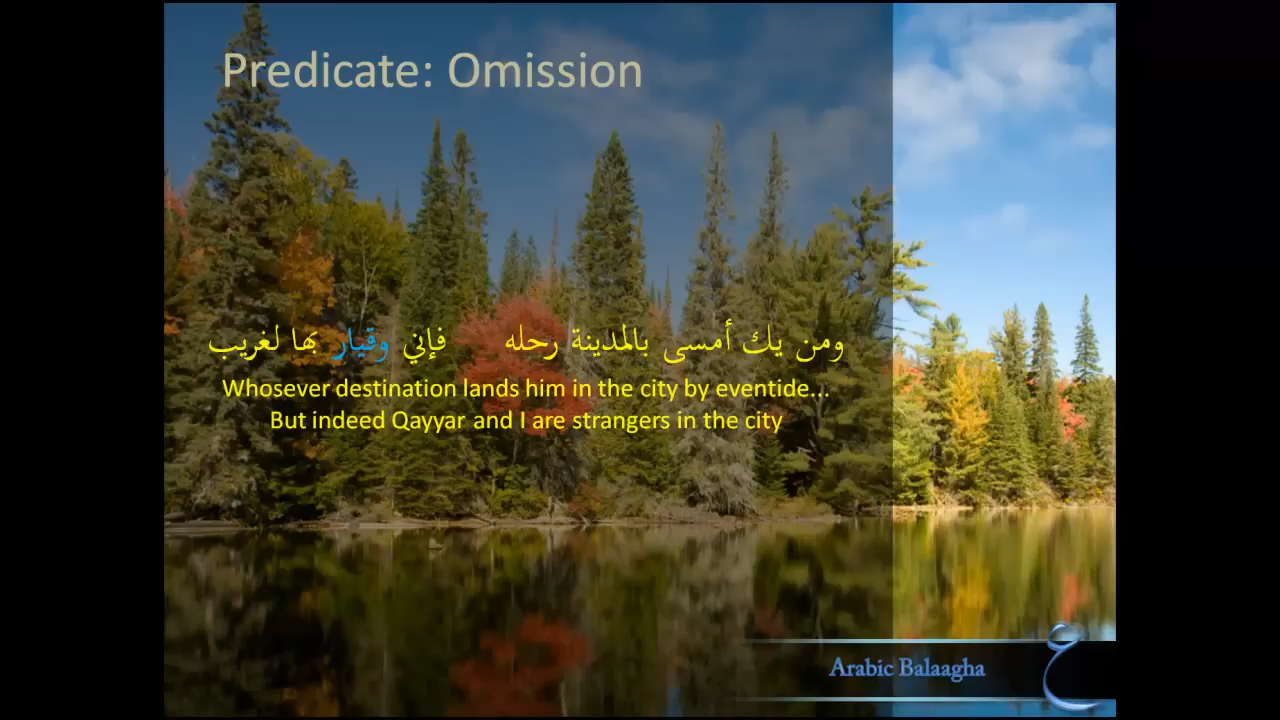 Predicate: Omission
ومن يك أمسى بالمدينة رحله فإني وقيار بها لغريب
Whosever destination lands him in the city by eventide...
But indeed Qayyar and I are strangers in the city
Arabic Balaagha